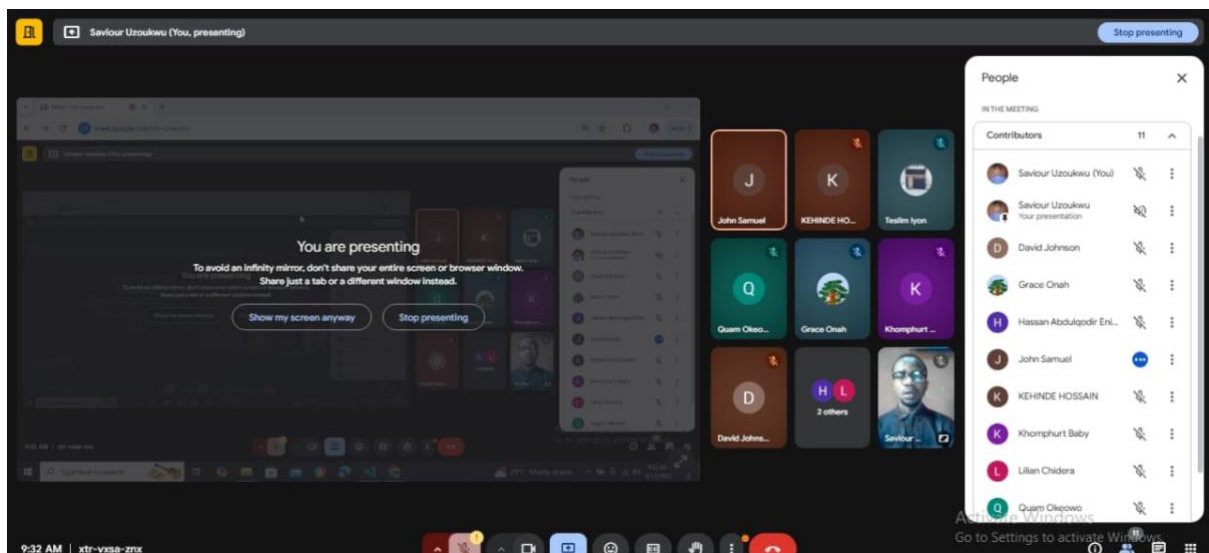 Saviour Uzoukwu (You, presenting)
Stop presenting
You are presenting
To avoid an infinity mirror, don't share your entire screen or browser window.
Share just a tab or a different window instead.
Show my screen anyway
Stop presenting
J
John Samuel
K
KEHINDE HO...
Teslim Iyon
Q
Quam Okeo...
Grace Onah
K
Khomphurt ...
D
David Johns...
H L
2 others
Saviour ...
People
IN THE MEETING
Contributors 11
Saviour Uzoukwu (You)
Saviour Uzoukwu
Your presentation
D David Johnson
Grace Onah
H Hassan Abdulqodir Eni...
J John Samuel
K KEHINDE HOSSAIN
K Khomphurt Baby
L Lilian Chidera
Q Quam Okeowo
Activate Windows
Go to Settings to activate Windows.
9:32 AM | xtr-vxsa-znx
11